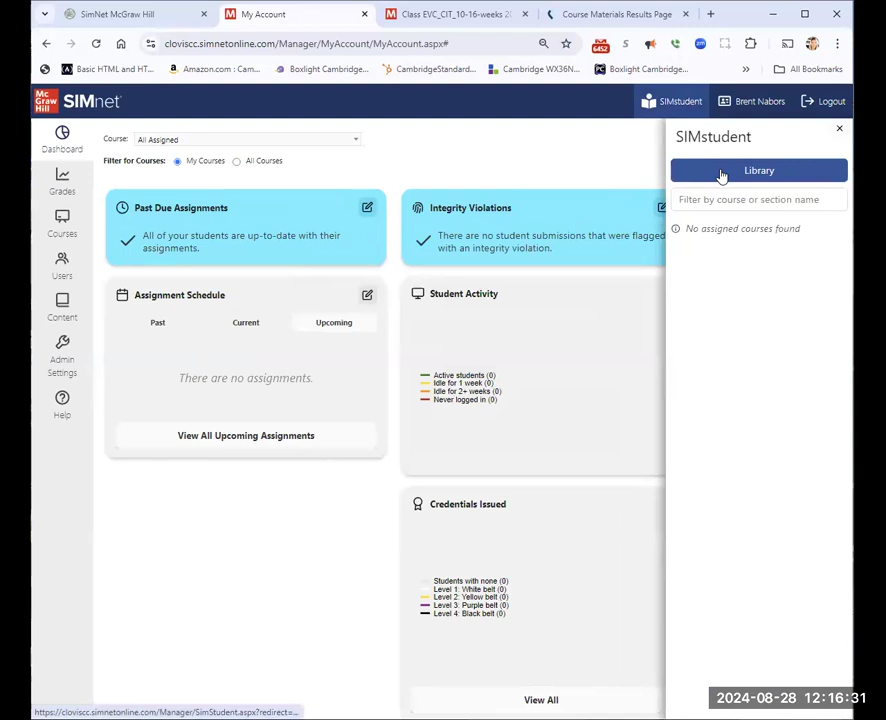 SimNet McGraw Hill
My Account
Class EVC_CIT_10-16-weeks 20
Course Materials Results Page
cloviscc.simnetonline.com/Manager/MyAccount/MyAccount.aspx#
6452
Basic HTML and HT...
Amazon.com : Cam...
Boxlight Cambridge...
CambridgeStandard...
Cambridge WX36N...
Boxlight Cambridg...
All Bookmarks
Mc
Graw
Hill
SIMnet
SIMstudent
Brent Nabors
Logout
Dashboard
Grades
Courses
Users
Content
Admin
Settings
Help
Course:
All Assigned
Filter for Courses:
My Courses
All Courses
Past Due Assignments
All of your students are up-to-date with their
assignments.
Integrity Violations
There are no student submissions that were flagged
with an integrity violation.
Assignment Schedule
Past
Current
Upcoming
There are no assignments.
View All Upcoming Assignments
Student Activity
Active students (0)
Idle for 1 week (0)
Idle for 2+ weeks (0)
Never logged in (0)
Credentials Issued
Students with none (0)
Level 1: White belt (0)
Level 2: Yellow belt (0)
Level 3: Purple belt (0)
Level 4: Black belt (0)
View All
SIMstudent
Library
Filter by course or section name
No assigned courses found
https://cloviscc.simnetonline.com/Manager/SimStudent.aspx?redirect=...
2024-08-28 12:16:31